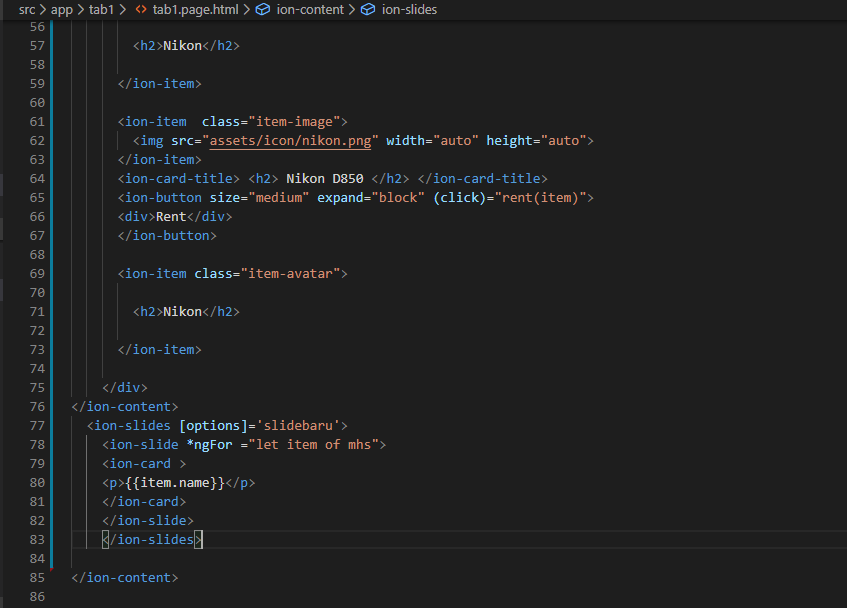 src > app > tab1 > <> tab1.page.html > ion-content > ion-slides
56
57 <h2>Nikon</h2>
58
59 </ion-item>
60
61 <ion-item  class="item-image">
62 <img src="assets/icon/nikon.png" width="auto" height="auto">
63 </ion-item>
64 <ion-card-title> <h2> Nikon D850 </h2> </ion-card-title>
65 <ion-button size="medium" expand="block" (click)="rent(item)">
66 <div>Rent</div>
67 </ion-button>
68
69 <ion-item class="item-avatar">
70
71 <h2>Nikon</h2>
72
73 </ion-item>
74
75 </div>
76 </ion-content>
77 <ion-slides [options]='slidebaru'>
78 <ion-slide *ngFor ="let item of mhs">
79 <ion-card >
80 <p>{{item.name}}</p>
81 </ion-card>
82 </ion-slide>
83 </ion-slides>
84
85 </ion-content>
86